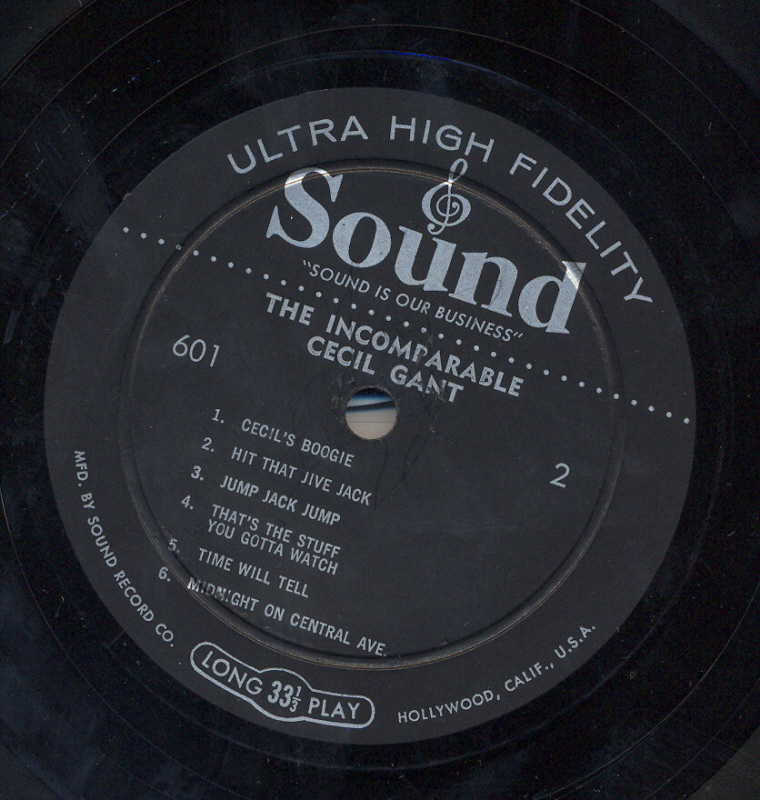 ULTRA HIGH FIDELITY
Sound
"SOUND IS OUR BUSINESS"
THE INCOMPARABLE
CECIL GANT
601
2
1. CECIL'S BOOGIE
2. HIT THAT JIVE JACK
3. JUMP JACK JUMP
4. THAT'S THE STUFF
YOU GOTTA WATCH
5. TIME WILL TELL
6. MIDNIGHT ON CENTRAL AVE.
MFD. BY SOUND RECORD CO.
LONG 33⅓ PLAY
HOLLYWOOD, CALIF., U.S.A.